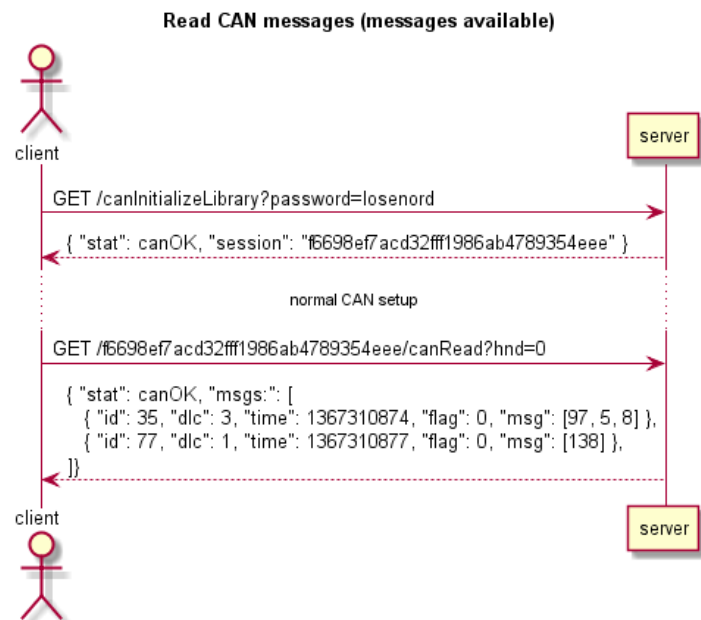 Read CAN messages (messages available)
client
server
GET /canInitializeLibrary?password=losenord
{ "stat": canOK, "session": "f6698ef7acd32fff1986ab4789354eee" }
normal CAN setup
GET /f6698ef7acd32fff1986ab4789354eee/canRead?hnd=0
{ "stat": canOK, "msgs:": [
{ "id": 35, "dlc": 3, "time": 1367310874, "flag": 0, "msg": [97, 5, 8] },
{ "id": 77, "dlc": 1, "time": 1367310877, "flag": 0, "msg": [138] },
]}
client
server